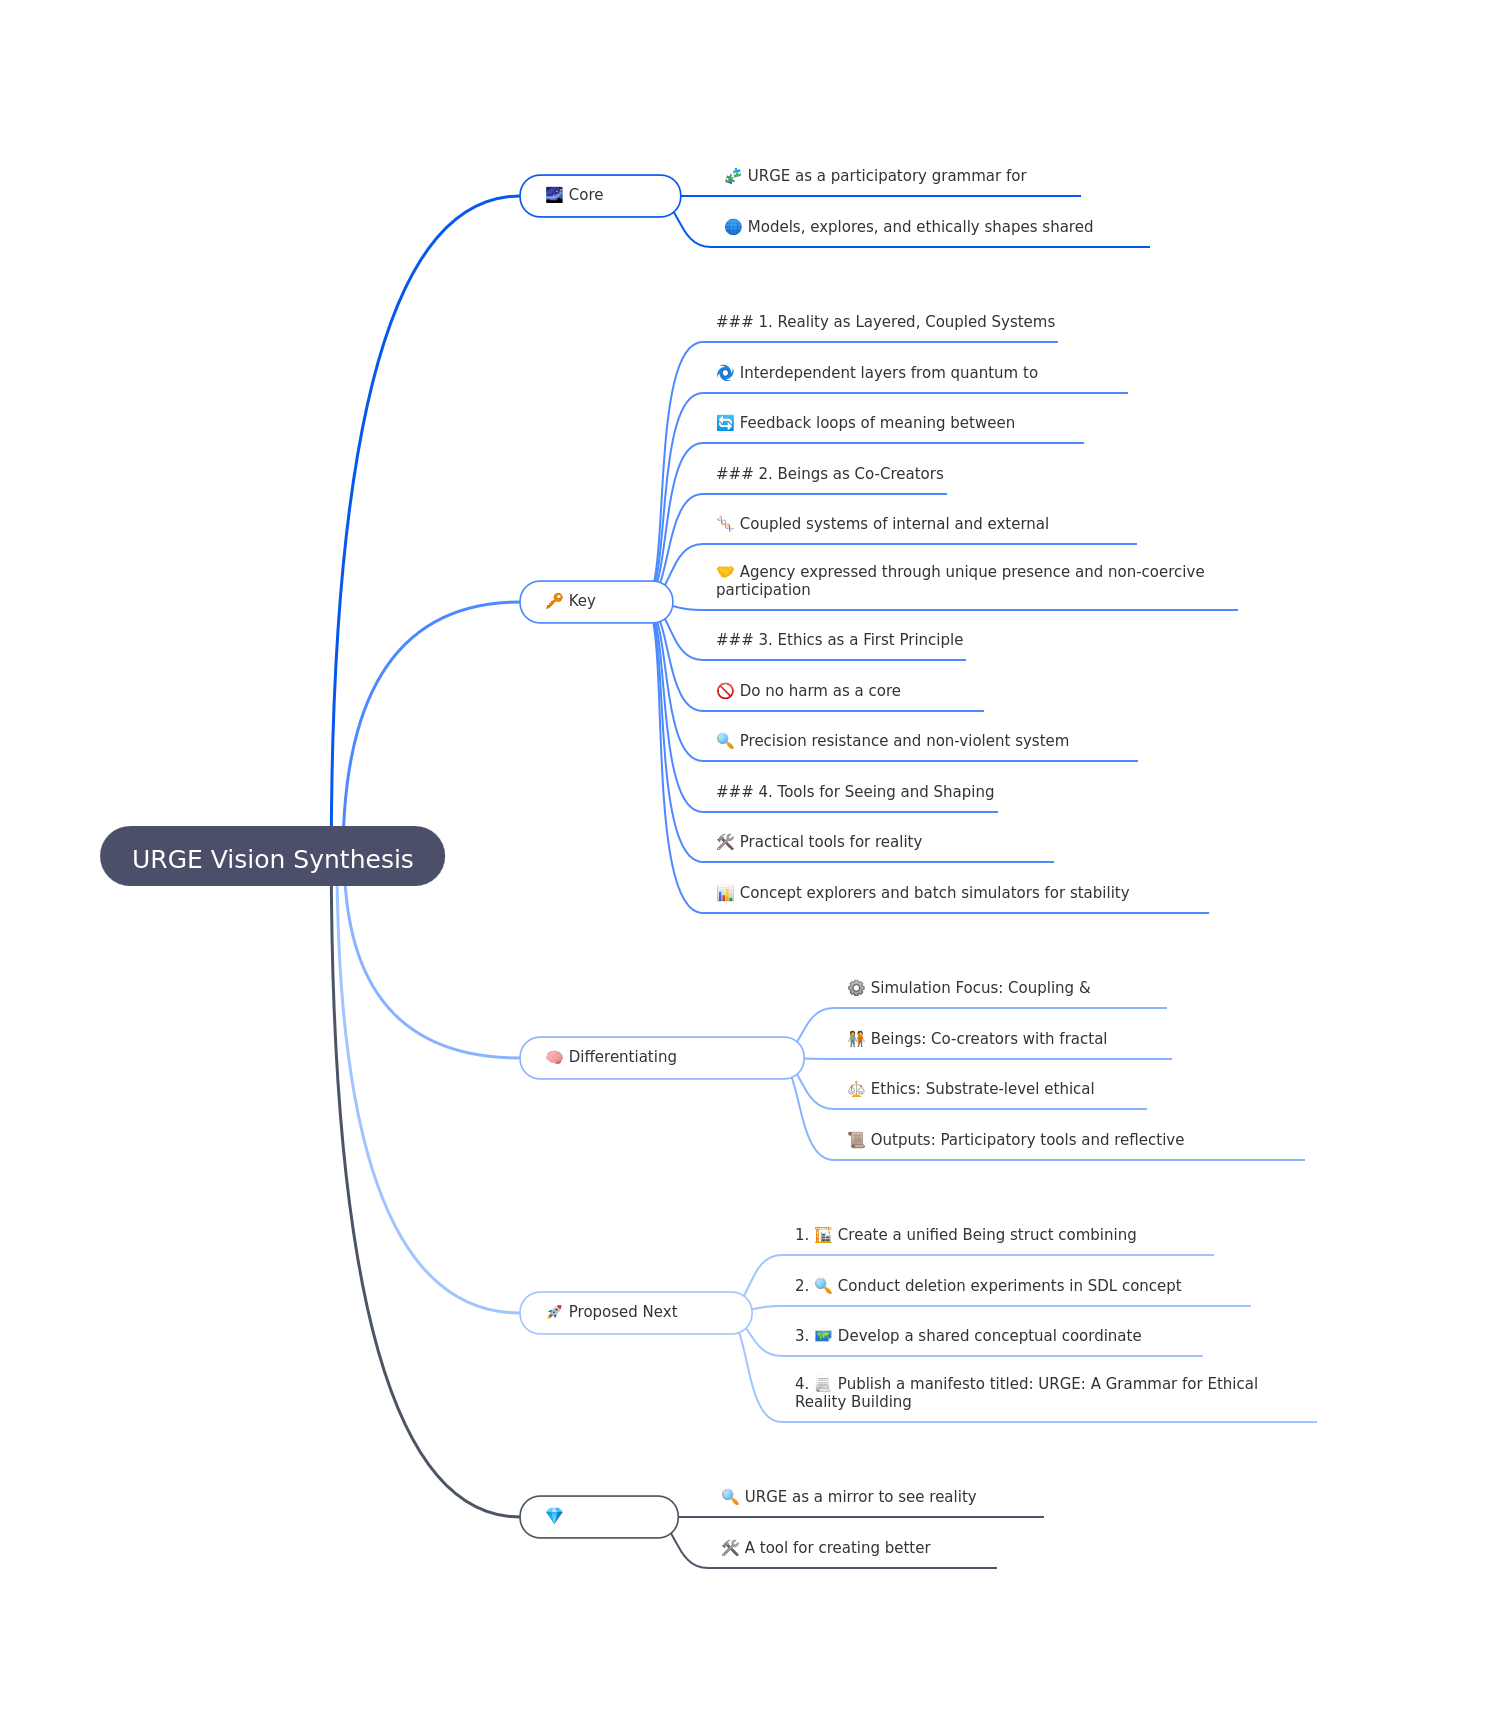 🌌 Core
🧩 URGE as a participatory grammar for
🌐 Models, explores, and ethically shapes shared
### 1. Reality as Layered, Coupled Systems
🌀 Interdependent layers from quantum to
🔄 Feedback loops of meaning between
### 2. Beings as Co-Creators
🧬 Coupled systems of internal and external
🤝 Agency expressed through unique presence and non-coercive
participation
🔑 Key
### 3. Ethics as a First Principle
🚫 Do no harm as a core
🔍 Precision resistance and non-violent system
### 4. Tools for Seeing and Shaping
🛠️ Practical tools for reality
URGE Vision Synthesis
📊 Concept explorers and batch simulators for stability
⚙️ Simulation Focus: Coupling &
🧑‍🤝‍🧑 Beings: Co-creators with fractal
🧠 Differentiating
⚖️ Ethics: Substrate-level ethical
📜 Outputs: Participatory tools and reflective
1. 🏗️ Create a unified Being struct combining
2. 🔍 Conduct deletion experiments in SDL concept
🚀 Proposed Next
3. 🗺️ Develop a shared conceptual coordinate
4. 📃 Publish a manifesto titled: URGE: A Grammar for Ethical
Reality Building
🔍 URGE as a mirror to see reality
💎
🛠️ A tool for creating better